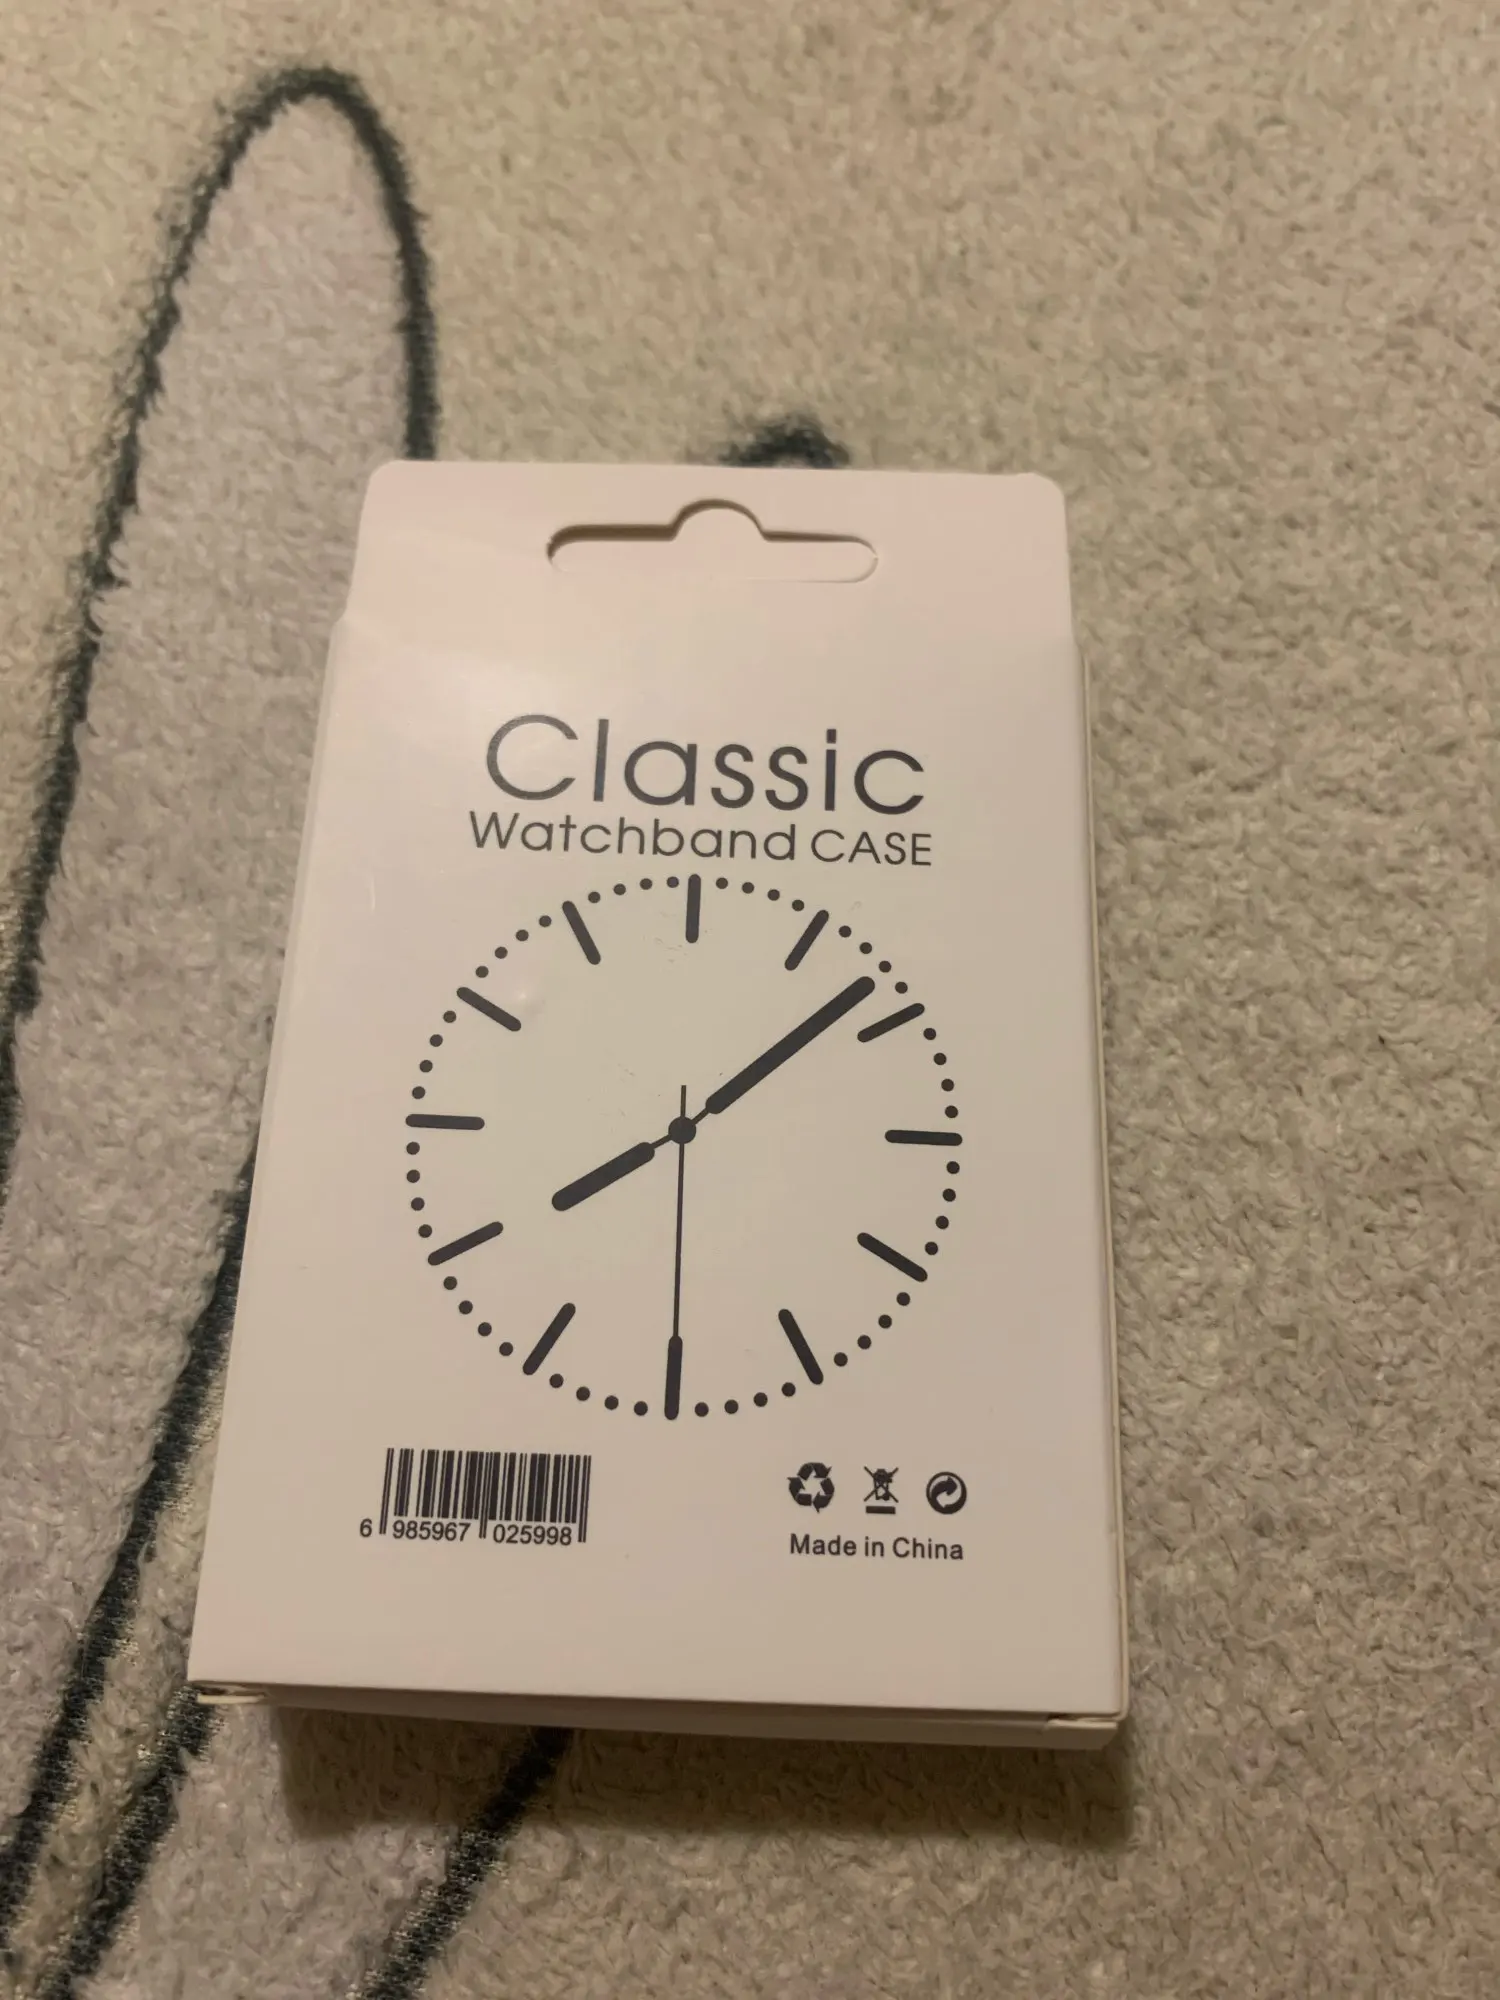 Classic
Watchband CASE
6 985967 025998
Made in China